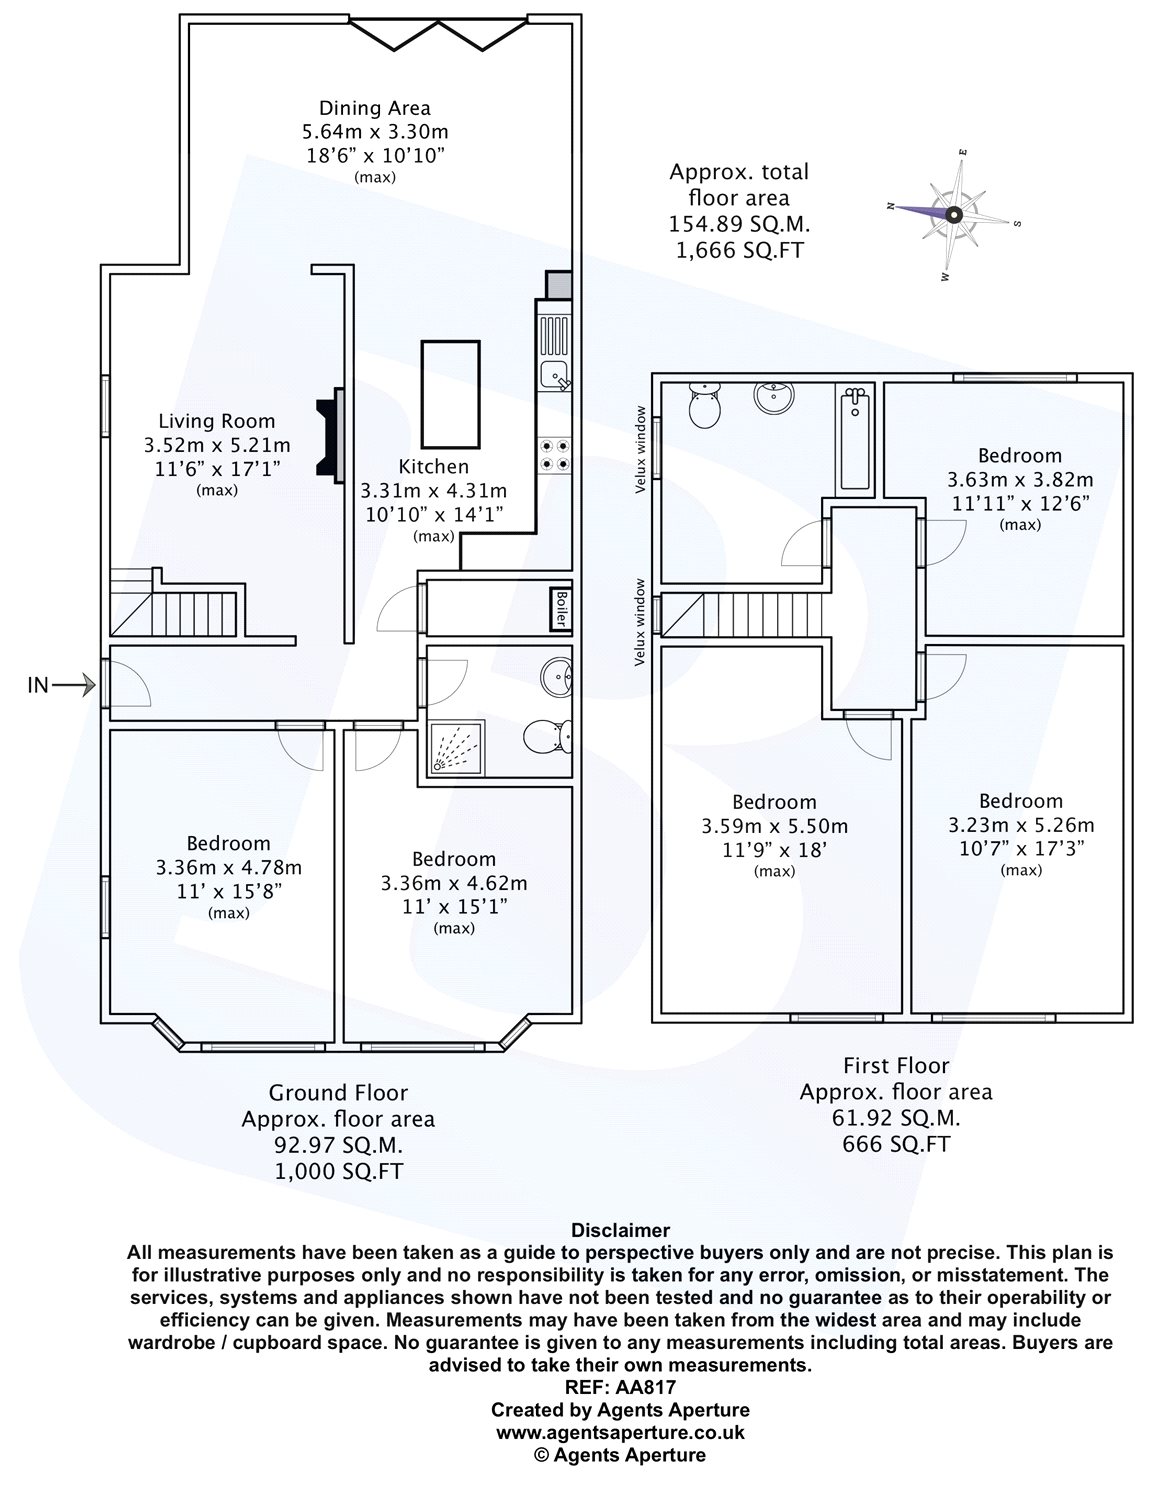 Dining Area
5.64m x 3.30m
18’6” x 10’10”
(max)
Approx. total
floor area
154.89 SQ.M.
1,666 SQ.FT
E
N
S
W
Living Room
3.52m x 5.21m
11’6” x 17’1”
(max)
Kitchen
3.31m x 4.31m
10’10” x 14’1”
(max)
Velux window
Bedroom
3.63m x 3.82m
11’11” x 12’6”
(max)
Boiler
Velux window
IN
Bedroom
3.36m x 4.78m
11’ x 15’8”
(max)
Bedroom
3.36m x 4.62m
11’ x 15’1”
(max)
Bedroom
3.59m x 5.50m
11’9” x 18’
(max)
Bedroom
3.23m x 5.26m
10’7” x 17’3”
(max)
Ground Floor
Approx. floor area
92.97 SQ.M.
1,000 SQ.FT
First Floor
Approx. floor area
61.92 SQ.M.
666 SQ.FT
Disclaimer
All measurements have been taken as a guide to perspective buyers only and are not precise. This plan is
for illustrative purposes only and no responsibility is taken for any error, omission, or misstatement. The
services, systems and appliances shown have not been tested and no guarantee as to their operability or
efficiency can be given. Measurements may have been taken from the widest area and may include
wardrobe / cupboard space. No guarantee is given to any measurements including total areas. Buyers are
advised to take their own measurements.
REF: AA817
Created by Agents Aperture
www.agentsaperture.co.uk
© Agents Aperture